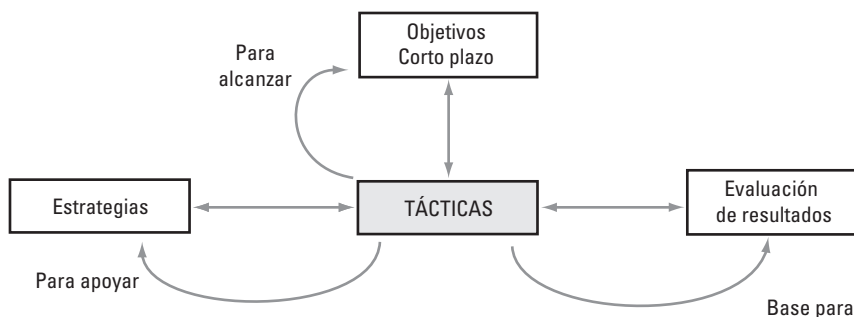 Objetivos
Corto plazo
Para
alcanzar
Estrategias
TÁCTICAS
Evaluación
de resultados
Para apoyar
Base para